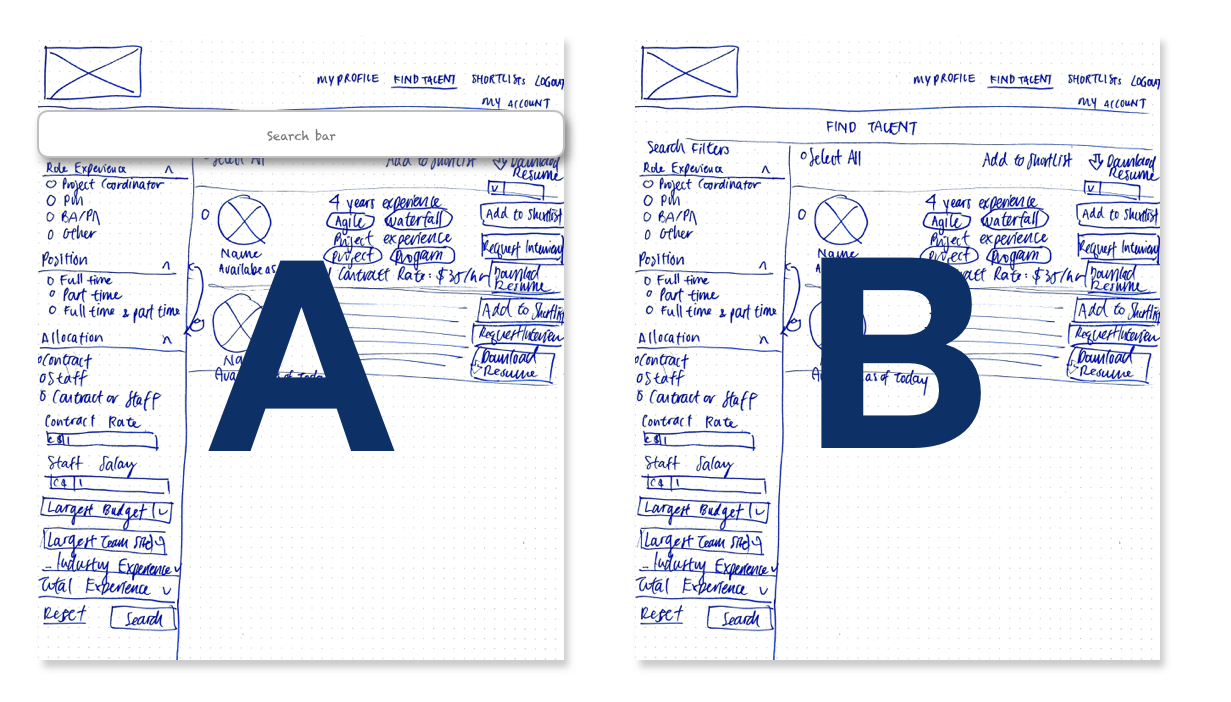 MY PROFILE FIND TALENT SHORTLISTS LOGOUT
MY ACCOUNT
Search bar
Select All Add to Shortlist Download
Resume
Role Experience ^
Project Coordinator
PM
BA/PM
Other
Position ^
Full time
Part time
Full time & part time
Allocation ^
Contract
Staff
Contract or Staff
Contract Rate
C$
Staff Salary
C$
Largest Budget
Largest Team Size
Industry Experience
Total Experience
Reset Search
4 years experience
Agile Waterfall
Project experience
Project Program
Name
Available as
Contract Rate: $35/hr
Add to Shortlist
Request Interview
Download
Resume
Add to Shortlist
Request Interview
Download
Resume
as of today
A
MY PROFILE FIND TALENT SHORTLISTS LOGOUT
MY ACCOUNT
FIND TALENT
Search Filters
Select All Add to Shortlist Download
Resume
Role Experience ^
Project Coordinator
PM
BA/PM
Other
Position ^
Full time
Part time
Full time & part time
Allocation ^
Contract
Staff
Contract or Staff
Contract Rate
C$
Staff Salary
C$
Largest Budget
Largest Team Size
Industry Experience
Total Experience
Reset Search
4 years experience
Agile Waterfall
Project experience
Project Program
Name
Rate: $35/hr
Add to Shortlist
Request Interview
Download
Resume
Add to Shortlist
Request Interview
Download
Resume
as of today
B